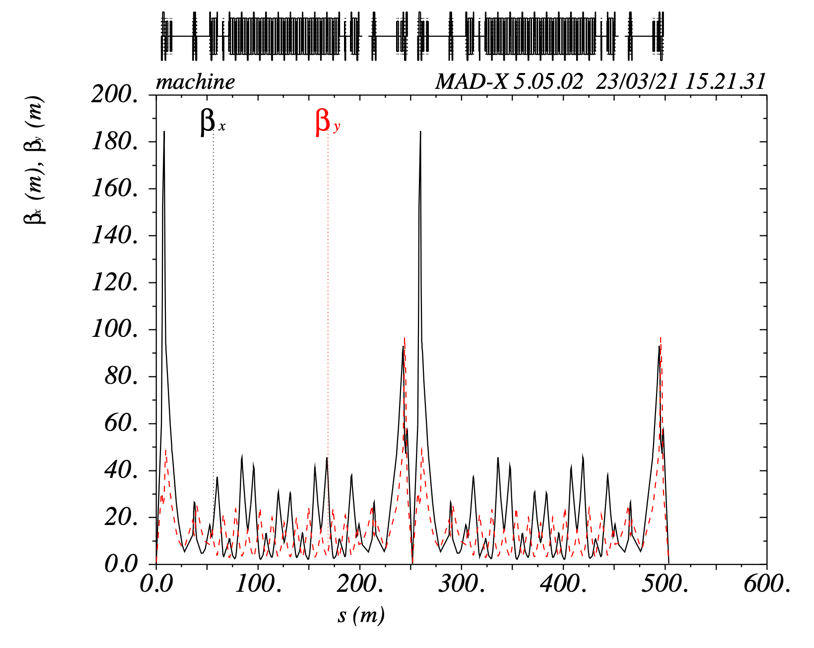 machine MAD-X 5.05.02 23/03/21 15.21.31
βx βy
βx (m), βy (m)
200.
180.
160.
140.
120.
100.
80.
60.
40.
20.
0.0
0.0 100. 200. 300. 400. 500. 600.
s (m)